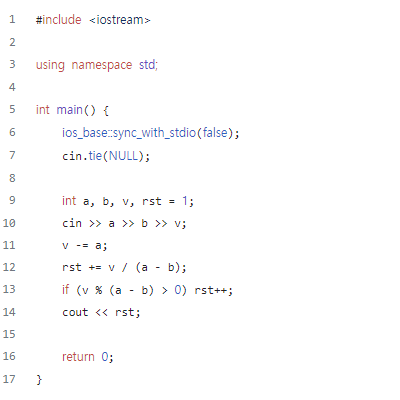 1 #include <iostream>
2
3 using namespace std;
4
5 int main() {
6 ios_base::sync_with_stdio(false);
7 cin.tie(NULL);
8
9 int a, b, v, rst = 1;
10 cin >> a >> b >> v;
11 v -= a;
12 rst += v / (a - b);
13 if (v % (a - b) > 0) rst++;
14 cout << rst;
15
16 return 0;
17 }